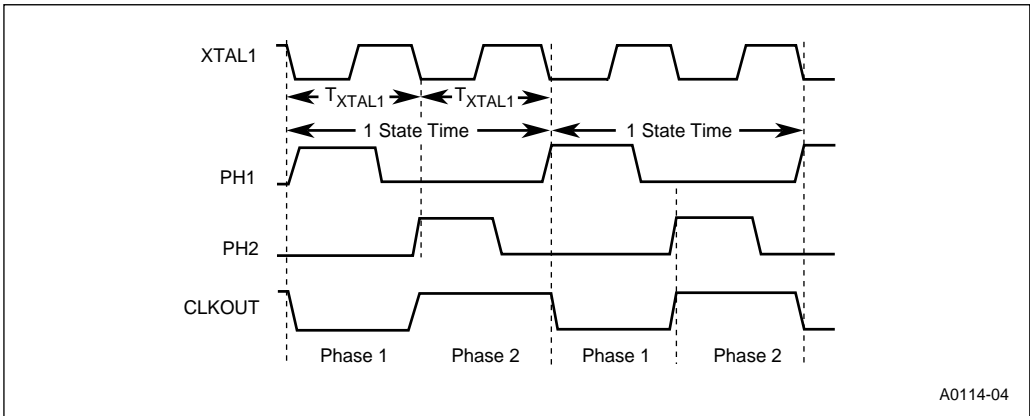 XTAL1
TXTAL1 TXTAL1
1 State Time 1 State Time
PH1
PH2
CLKOUT
Phase 1 Phase 2 Phase 1 Phase 2
A0114-04